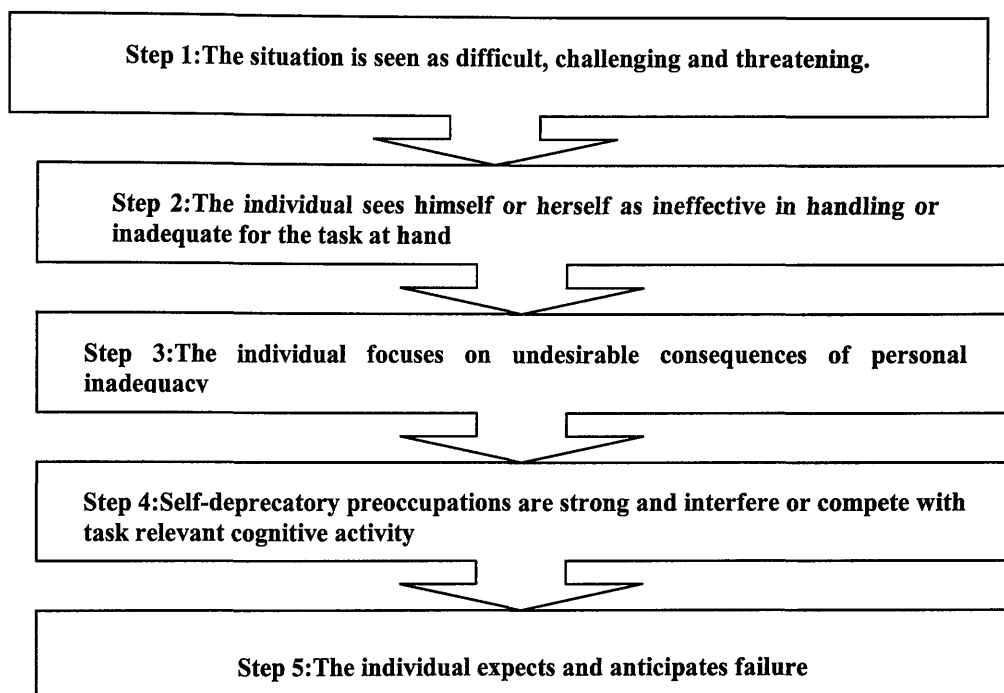 Step 1:The situation is seen as difficult, challenging and threatening.
Step 2:The individual sees himself or herself as ineffective in handling or
inadequate for the task at hand
Step 3:The individual focuses on undesirable consequences of personal
inadequacy
Step 4:Self-deprecatory preoccupations are strong and interfere or compete with
task relevant cognitive activity
Step 5:The individual expects and anticipates failure